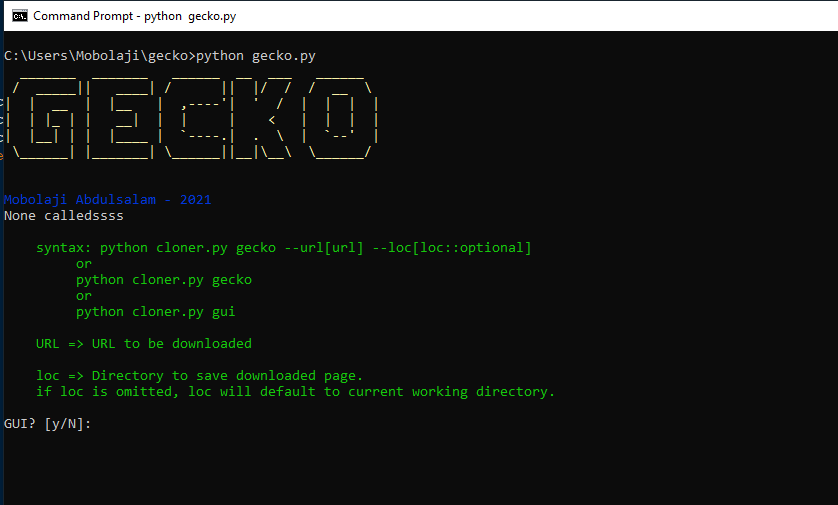 Command Prompt - python  gecko.py
C:\Users\Mobolaji\gecko>python gecko.py
GECKO
Mobolaji Abdulsalam - 2021
None calledssss
syntax: python cloner.py gecko --url[url] --loc[loc::optional]
or
python cloner.py gecko
or
python cloner.py gui
URL => URL to be downloaded
loc => Directory to save downloaded page.
if loc is omitted, loc will default to current working directory.
GUI? [y/N]: